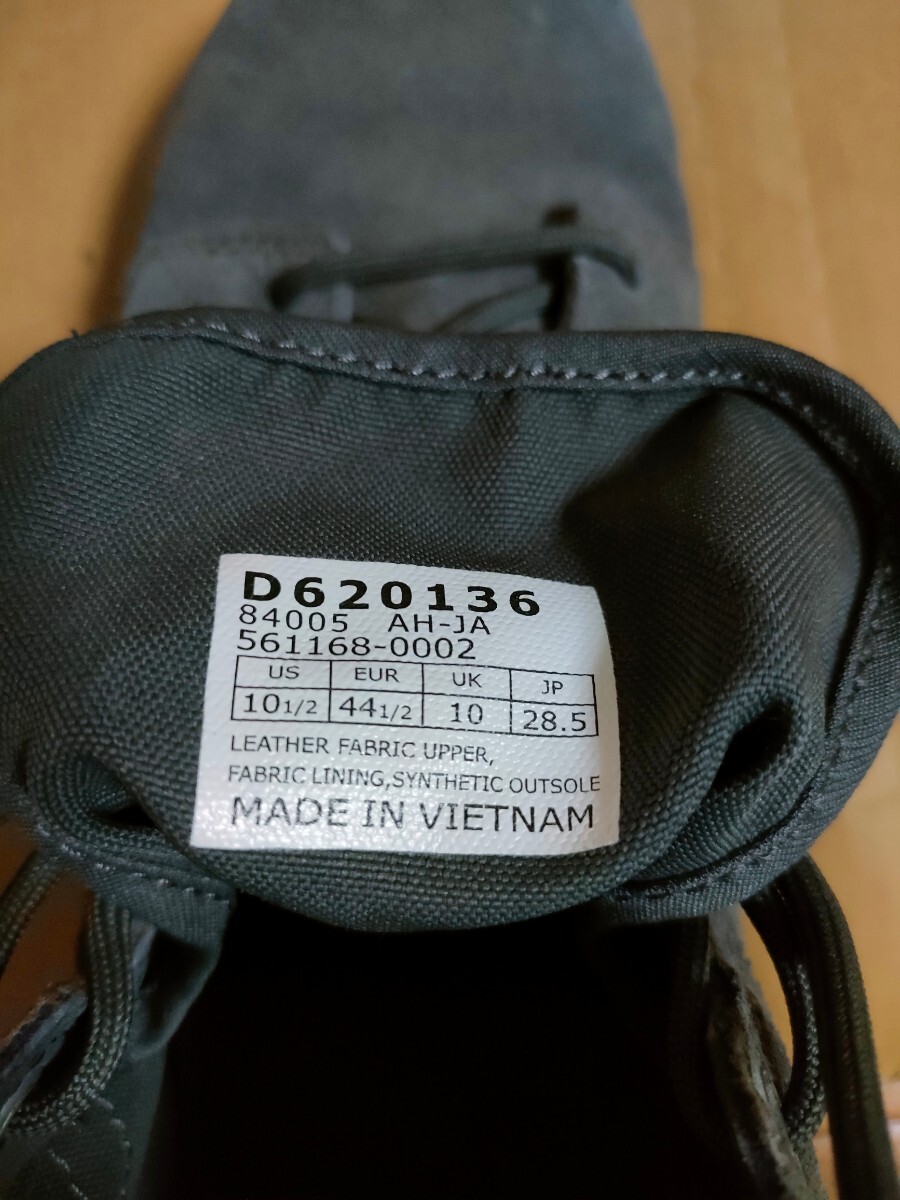 D620136
84005 AH-JA
561168-0002
US EUR UK JP
10 1/2 44 1/2 10 28.5
LEATHER FABRIC UPPER,
FABRIC LINING,SYNTHETIC OUTSOLE
MADE IN VIETNAM